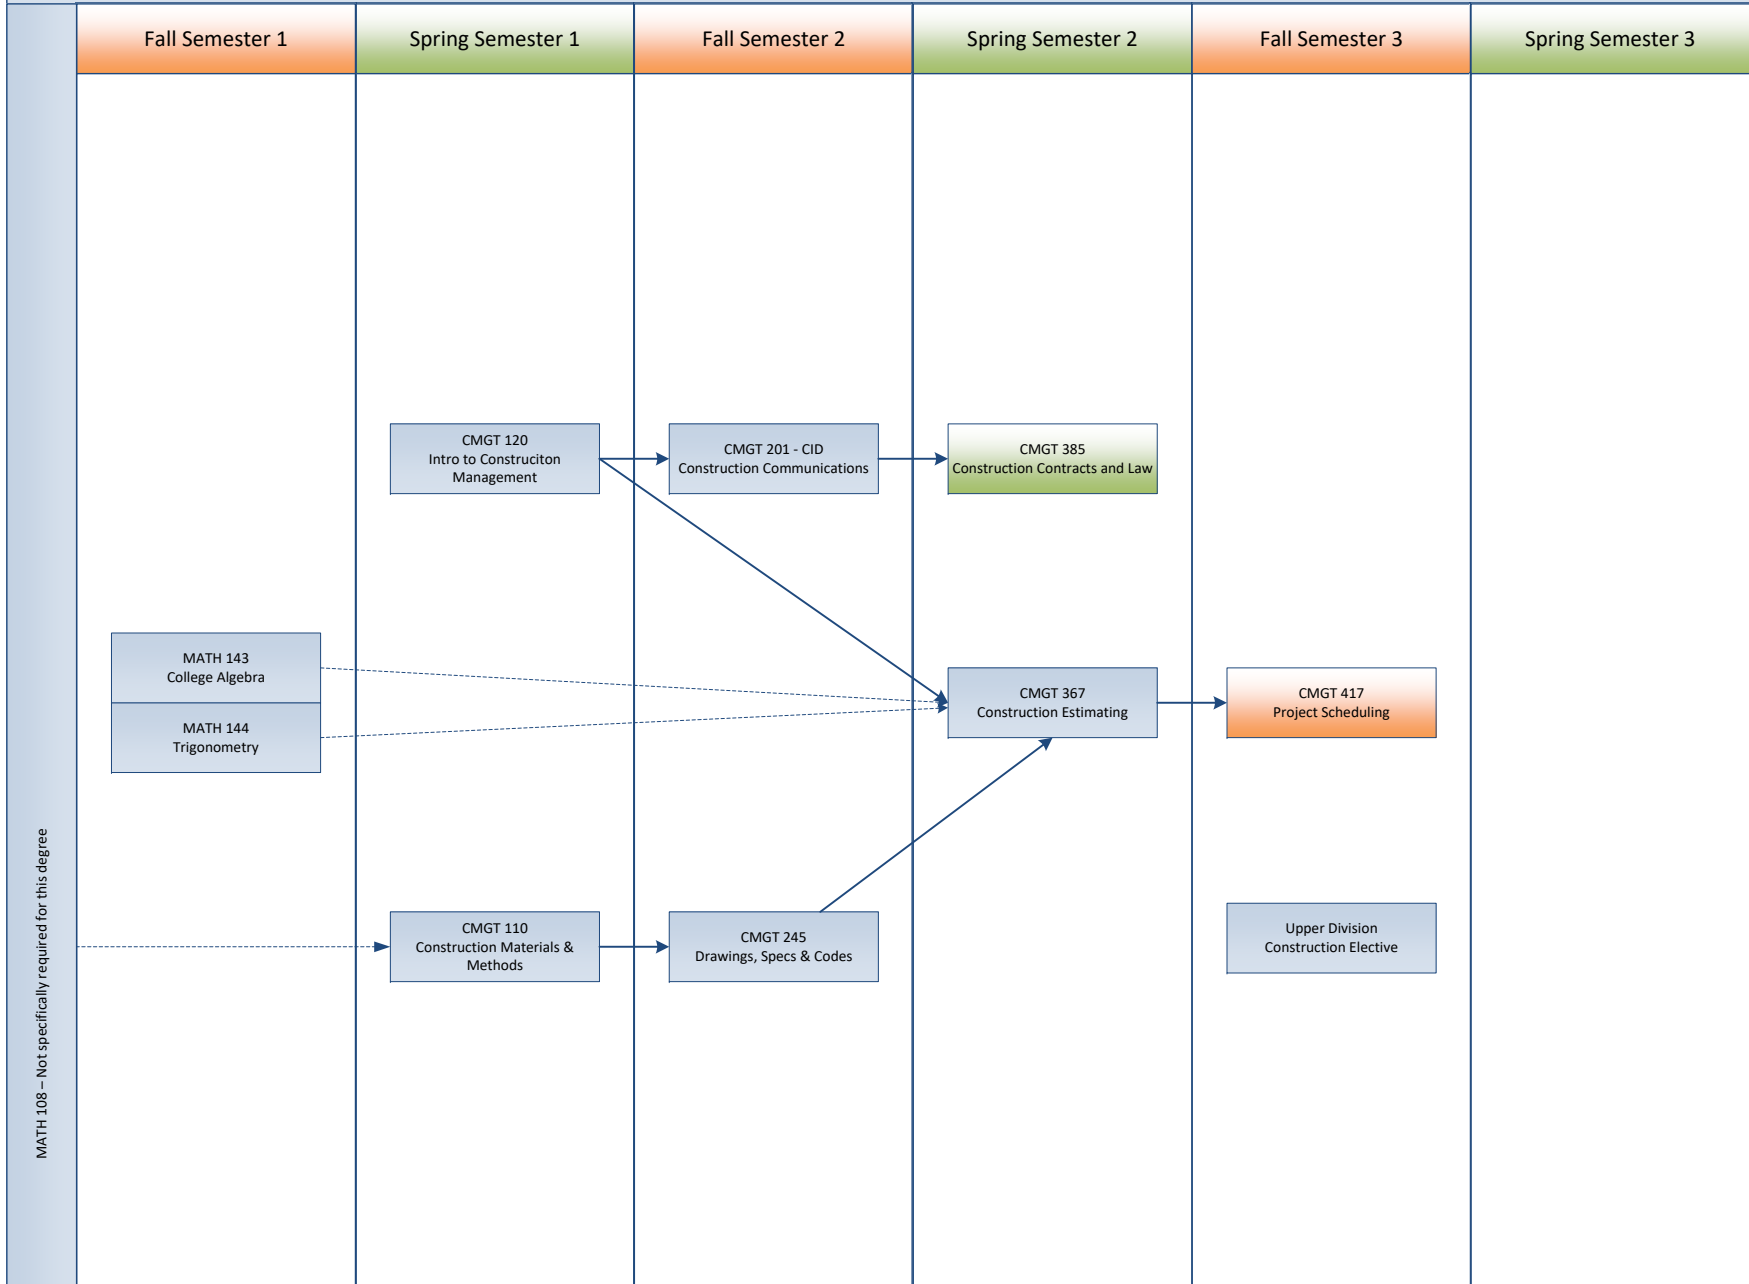 Fall Semester 1
Spring Semester 1
Fall Semester 2
Spring Semester 2
Fall Semester 3
Spring Semester 3
CMGT 120
Intro to Construciton
Management
CMGT 201 - CID
Construction Communications
CMGT 385
Construction Contracts and Law
MATH 143
College Algebra
MATH 144
Trigonometry
CMGT 367
Construction Estimating
CMGT 417
Project Scheduling
MATH 108 – Not specifically required for this degree
CMGT 110
Construction Materials &
Methods
CMGT 245
Drawings, Specs & Codes
Upper Division
Construction Elective